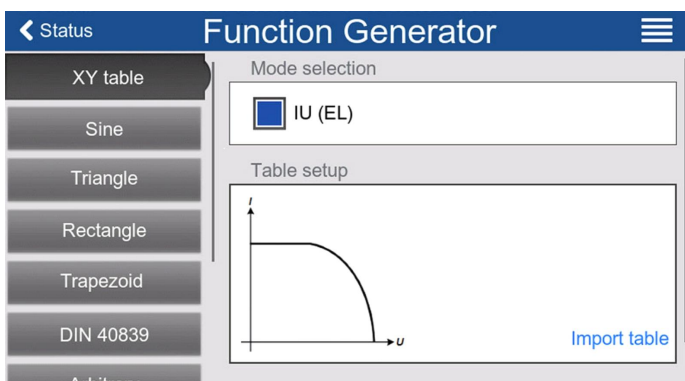 Status
Function Generator
XY table
Sine
Triangle
Rectangle
Trapezoid
DIN 40839
Mode selection
IU (EL)
Table setup
I
U
Import table